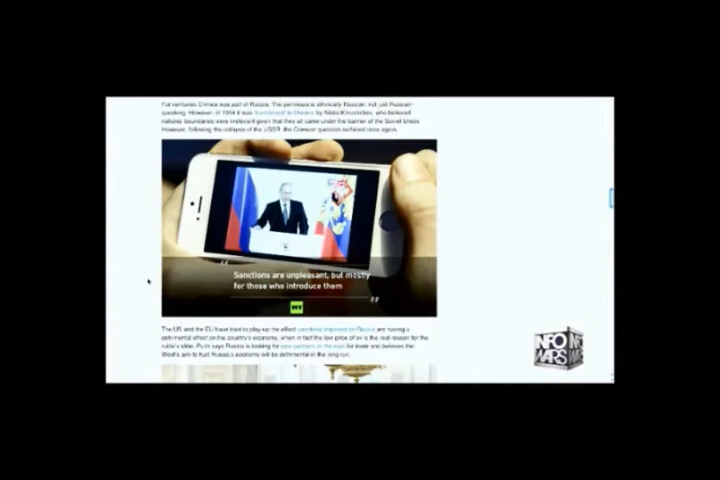 For centuries Crimea was part of Russia. The peninsula is ethnically Russian, not just Russian-
speaking. However, in 1954 it was transferred to Ukraine by Nikita Khrushchev, who believed
national boundaries were irrelevant given that they all came under the banner of the Soviet Union.
However, following the collapse of the USSR, the Crimean question surfaced once again.
Sanctions are unpleasant, but mostly
for those who introduce them
RT
The US and the EU have tried to play-up the effect sanctions imposed on Russia are having a
detrimental effect on the country's economy, when in fact the low price of oil is the real reason for the
ruble's slide. Putin says Russia is looking for new partners in the east for trade and believes the
West's aim to hurt Russia's economy will be detrimental in the long run.
INFO
WARS